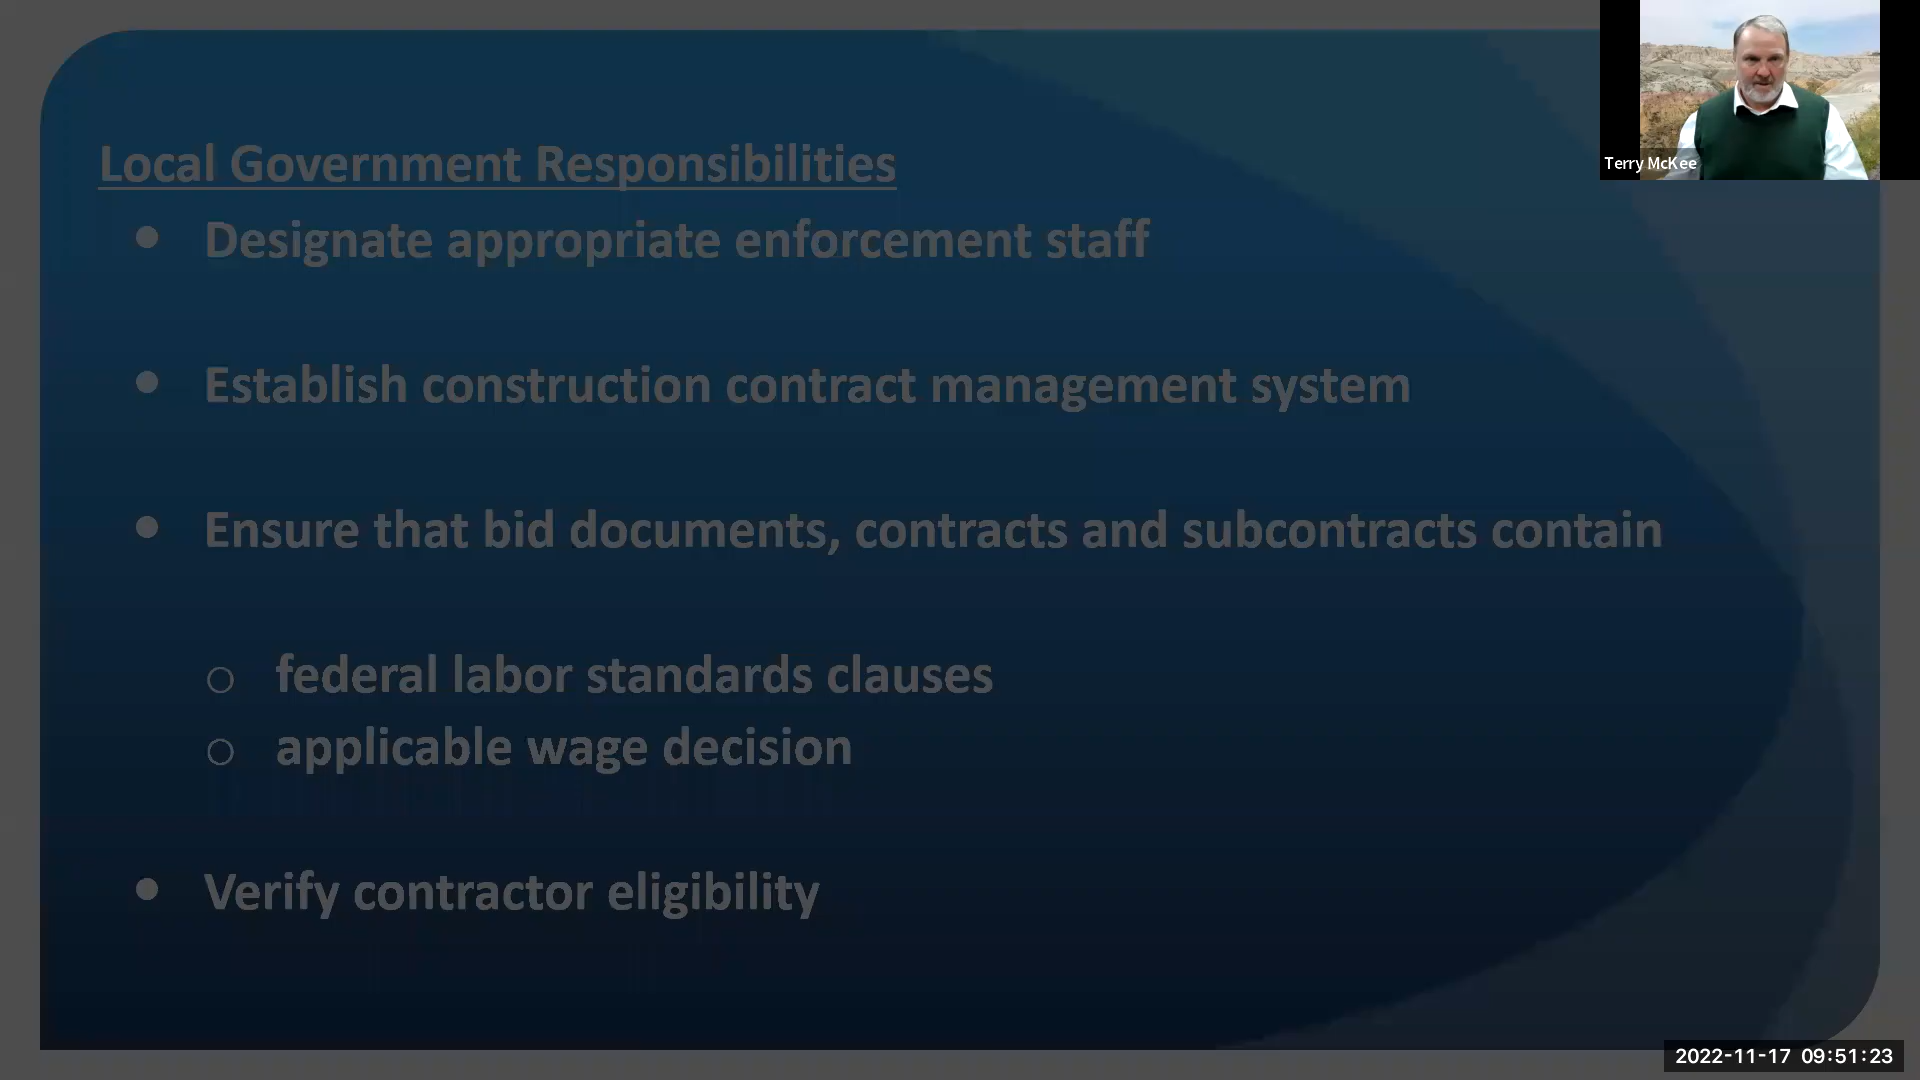 Local Government Responsibilities
● Designate appropriate enforcement staff
● Establish construction contract management system
● Ensure that bid documents, contracts and subcontracts contain
○ federal labor standards clauses
○ applicable wage decision
● Verify contractor eligibility
Terry McKee
2022-11-17 09:51:23